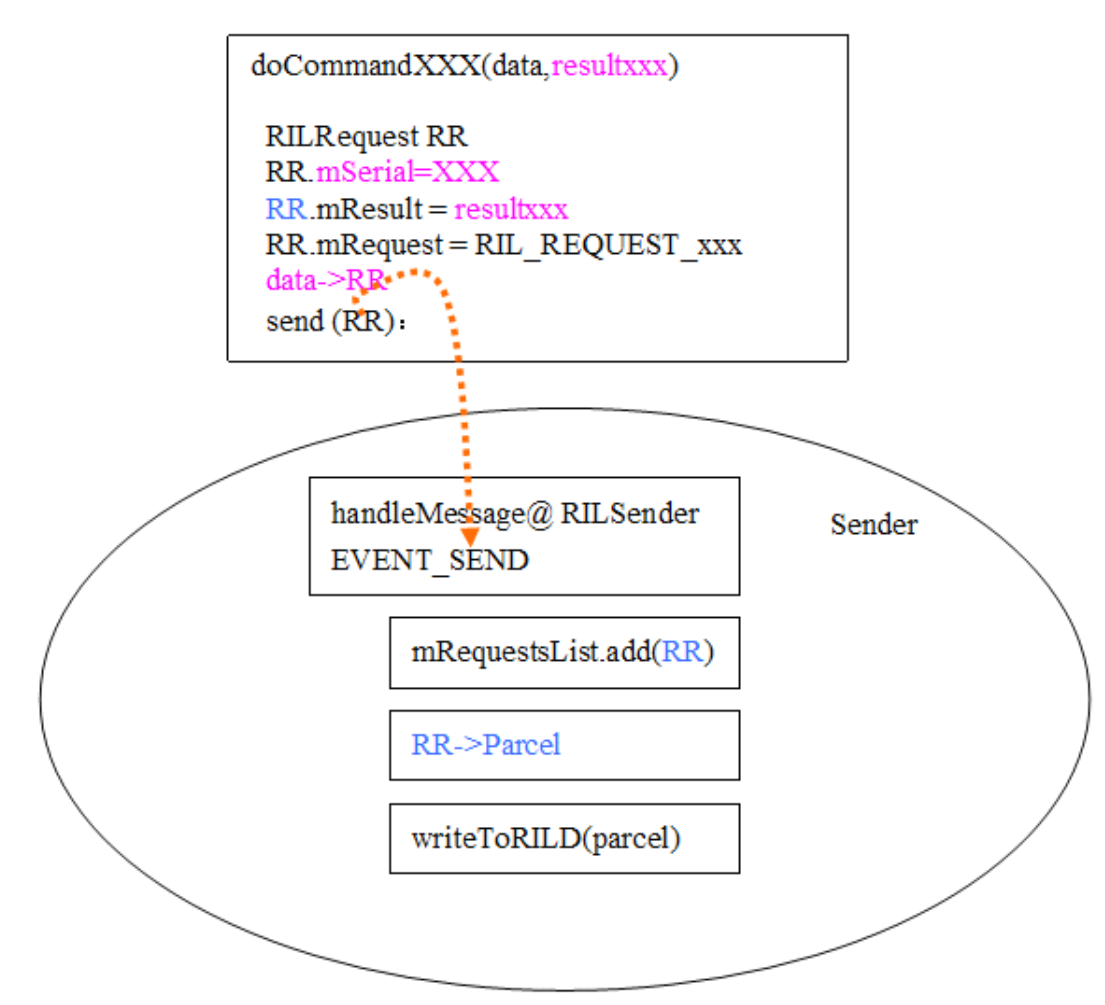 doCommandXXX(data,resultxxx)
RILRequest RR
RR.mSerial=XXX
RR.mResult = resultxxx
RR.mRequest = RIL_REQUEST_xxx
data->RR
send (RR)：
handleMessage@ RILSender
EVENT_SEND
Sender
mRequestsList.add(RR)
RR->Parcel
writeToRILD(parcel)